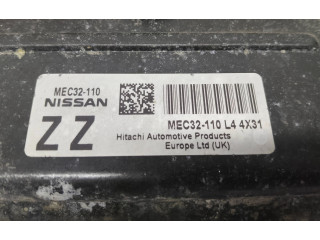 MEC32-110
NISSAN
ZZ
MEC32-110 L4 4X31
Hitachi Automotive Products
Europe Ltd (UK)